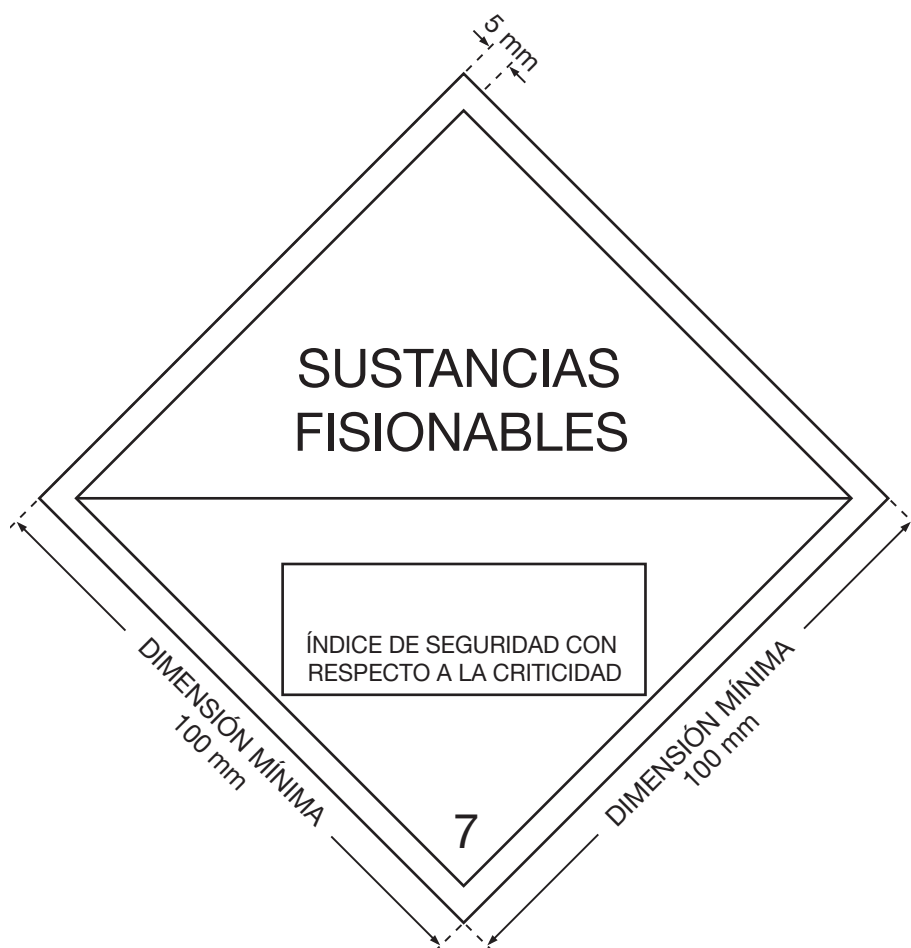 5 mm
SUSTANCIAS
FISIONABLES
ÍNDICE DE SEGURIDAD CON
RESPECTO A LA CRITICIDAD
DIMENSIÓN MÍNIMA
100 mm
DIMENSIÓN MÍNIMA
100 mm
7